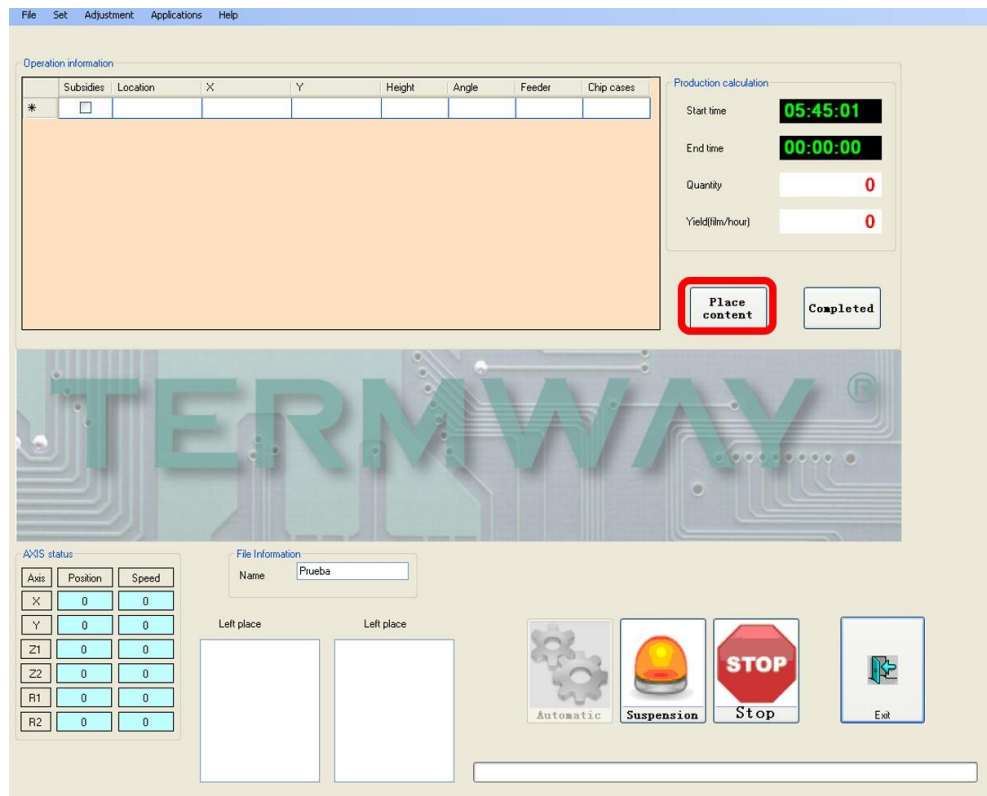 File Set Adjustment Applications Help
Operation information
Subsidies Location X Y Height Angle Feeder Chip cases
*
Production calculation
Start time 05:45:01
End time 00:00:00
Quantity 0
Yield(film/hour) 0
Place
content
Completed
TERMWAY ®
AXIS status
Axis Position Speed
X 0 0
Y 0 0
Z1 0 0
Z2 0 0
R1 0 0
R2 0 0
File Information
Name Prueba
Left place Left place
Automatic
Suspension
STOP
Stop
Exit